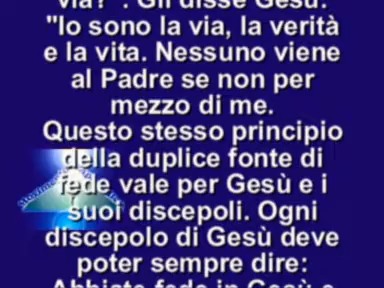 via?". Gli disse Gesù:
"Io sono la via, la verità
e la vita. Nessuno viene
al Padre se non per
mezzo di me.
Questo stesso principio
della duplice fonte di
fede vale per Gesù e i
suoi discepoli. Ogni
discepolo di Gesù deve
poter sempre dire:
Abbiate fede in Gesù e